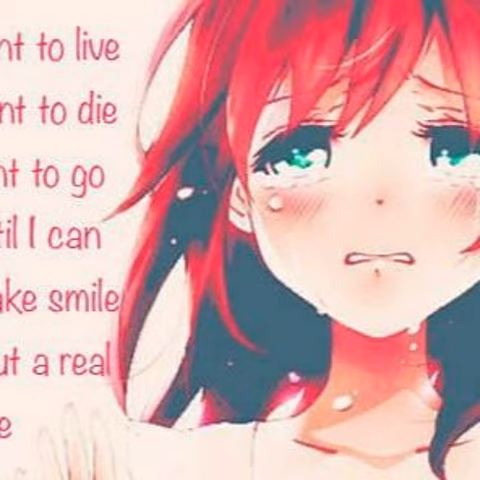 nt to live
nt to die
nt to go
til I can
ake smile
ut a real
e